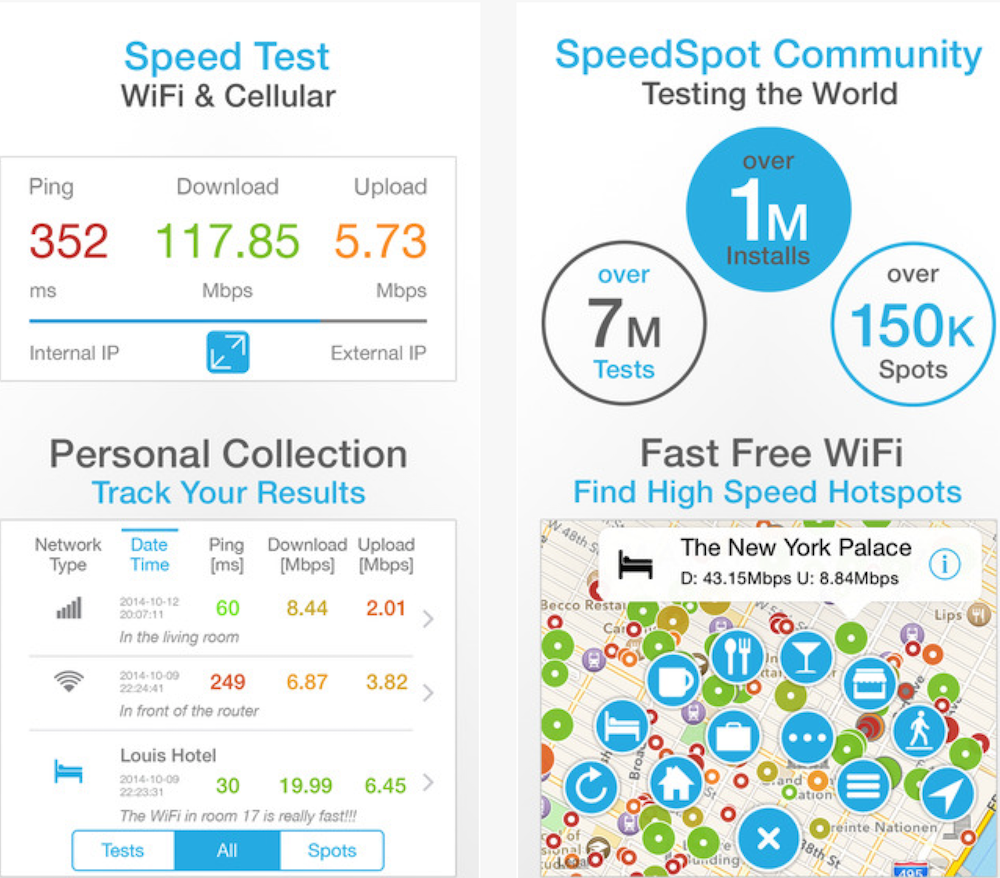 Speed Test
WiFi & Cellular
Ping Download Upload
352 117.85 5.73
ms Mbps Mbps
Internal IP External IP
Personal Collection
Track Your Results
Network Type Date Time Ping [ms] Download [Mbps] Upload [Mbps]
2014-10-12
20:07:11
60 8.44 2.01
In the living room
2014-10-09
22:24:41
249 6.87 3.82
In front of the router
Louis Hotel
2014-10-09
22:23:31
30 19.99 6.45
The WiFi in room 17 is really fast!!!
Tests All Spots
SpeedSpot Community
Testing the World
over
1M
Installs
over
7M
Tests
over
150K
Spots
Fast Free WiFi
Find High Speed Hotspots
W 48th St
The New York Palace
D: 43.15Mbps U: 8.84Mbps
i
Becco Restau
Lips
St
38th St
reinte Nationen
495